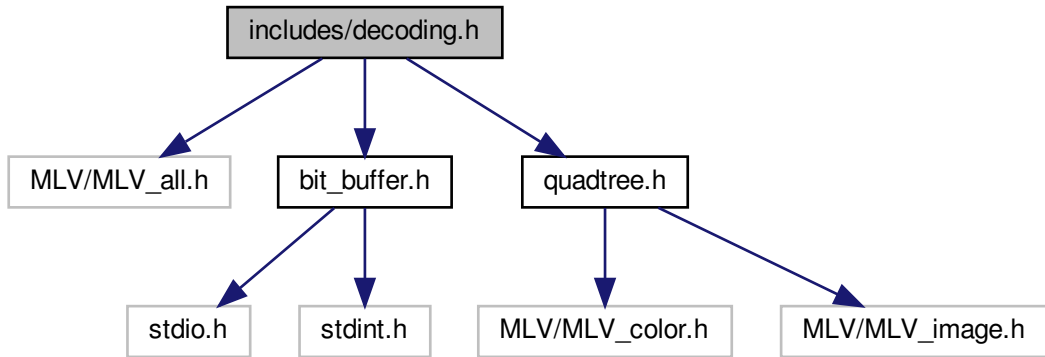 includes/decoding.h
MLV/MLV_all.h
bit_buffer.h
quadtree.h
stdio.h
stdint.h
MLV/MLV_color.h
MLV/MLV_image.h